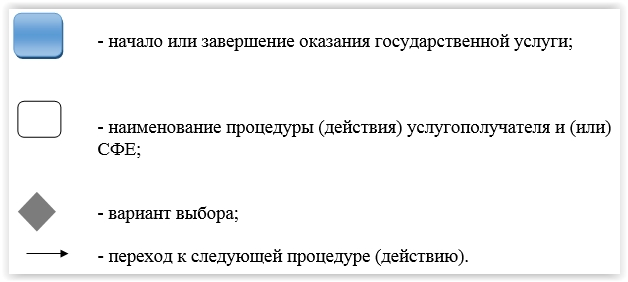 - начало или завершение оказания государственной услуги;
- наименование процедуры (действия) услугополучателя и (или)
СФЕ;
- вариант выбора;
- переход к следующей процедуре (действию).